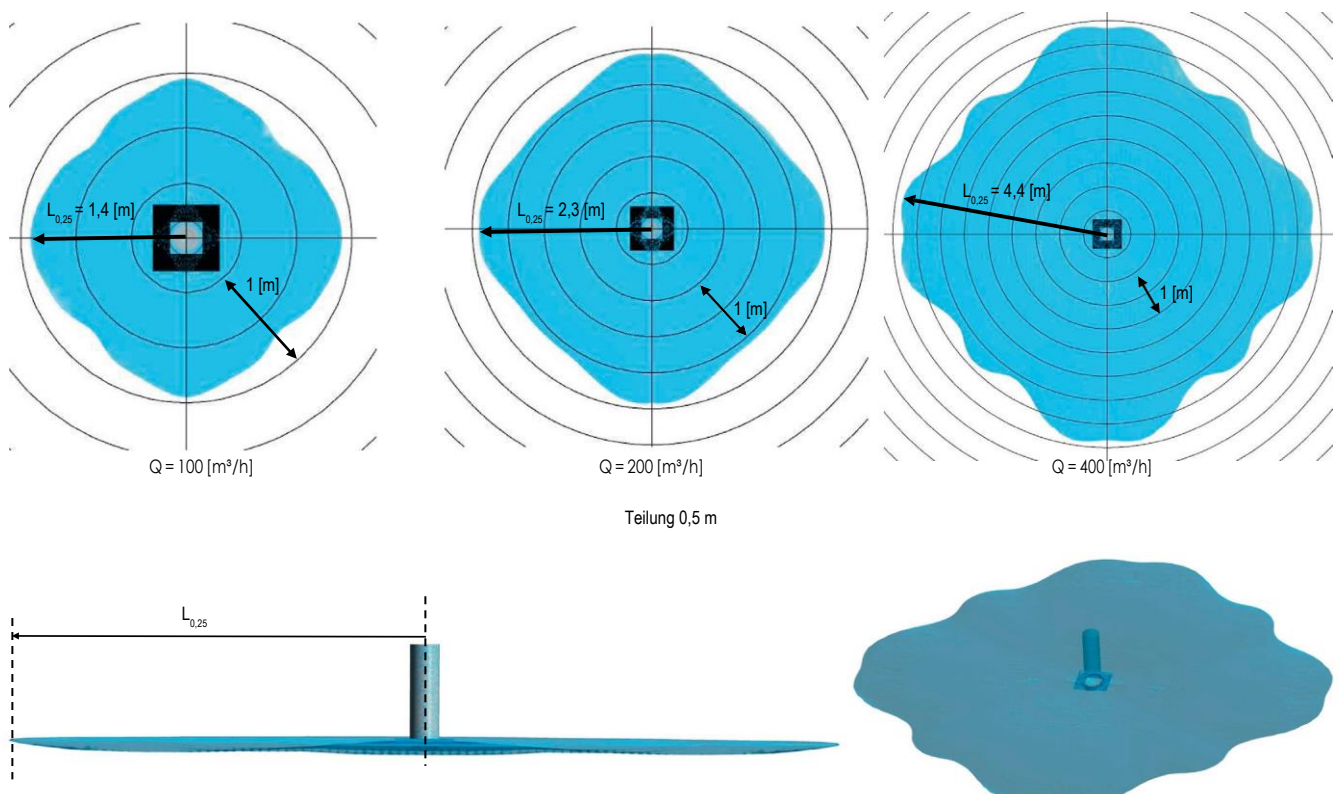 L0,25 = 1,4 [m]
1 [m]
Q = 100 [m³/h]
L0,25 = 2,3 [m]
1 [m]
Q = 200 [m³/h]
L0,25 = 4,4 [m]
1 [m]
Q = 400 [m³/h]
Teilung 0,5 m
L0,25